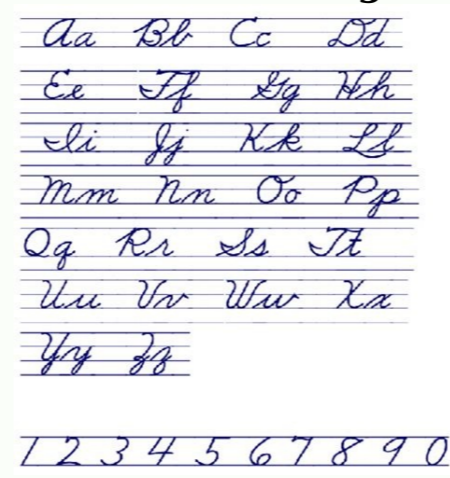 Aa Bb Cc Dd
Ee Ff Gg Hh
Ii Jj Kk Ll
Mm Nn Oo Pp
Qq Rr Ss Tt
Uu Vv Ww Xx
Yy Zz
1 2 3 4 5 6 7 8 9 0